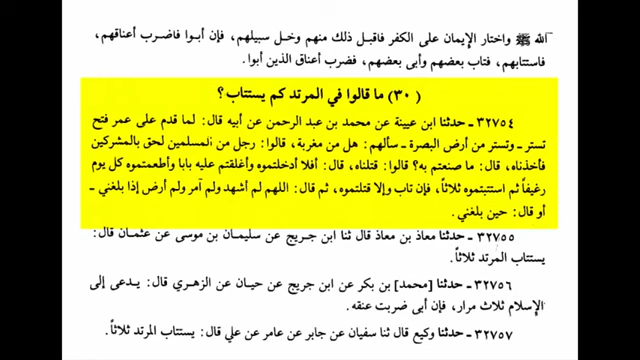 الله ﷺ واختار الإيمان على الكفر فاقبل ذلك منهم وخل سبيلهم، فإن أبوا فاضرب أعناقهم،
فاستتابهم، فتاب بعضهم وأبى بعضهم، فضرب أعناق الذين أبوا.
(٣٠) ما قالوا في المرتد كم يستتاب؟
٣٢٧٥٤ ـ حدثنا ابن عيينة عن محمد بن عبد الرحمن عن أبيه قال: لما قدم على عمر فتح
تستر ـ وتستر من أرض البصرة ـ سألهم: هل من مغربة، قالوا: رجل من المسلمين لحق بالمشركين
فأخذناه، قال: ما صنعتم به؟ قالوا: قتلناه، قال: أفلا أدخلتموه وأغلقتم عليه بابا وأطعمتموه كل يوم
رغيفاً ثم استبتموه ثلاثاً، فإن تاب وإلا قتلتموه، ثم قال: اللهم لم أشهد ولم آمر ولم أرض إذا بلغني ـ
أو قال: حين بلغني.
٣٢٧٥٥ ـ حدثنا معاذ بن معاذ قال ثنا ابن جريج عن سليمان بن موسى عن عثمان قال:
يستتاب المرتد ثلاثاً.
٣٢٧٥٦ ـ حدثنا [محمد] بن بكر عن ابن جريج عن حيان عن الزهري قال: يدعى إلى
الإسلام ثلاث مرار، فإن أبى ضربت عنقه.
٣٢٧٥٧ ـ حدثنا وكيع قال ثنا سفيان عن جابر عن عامر عن علي قال: يستتاب المرتد ثلاثاً.